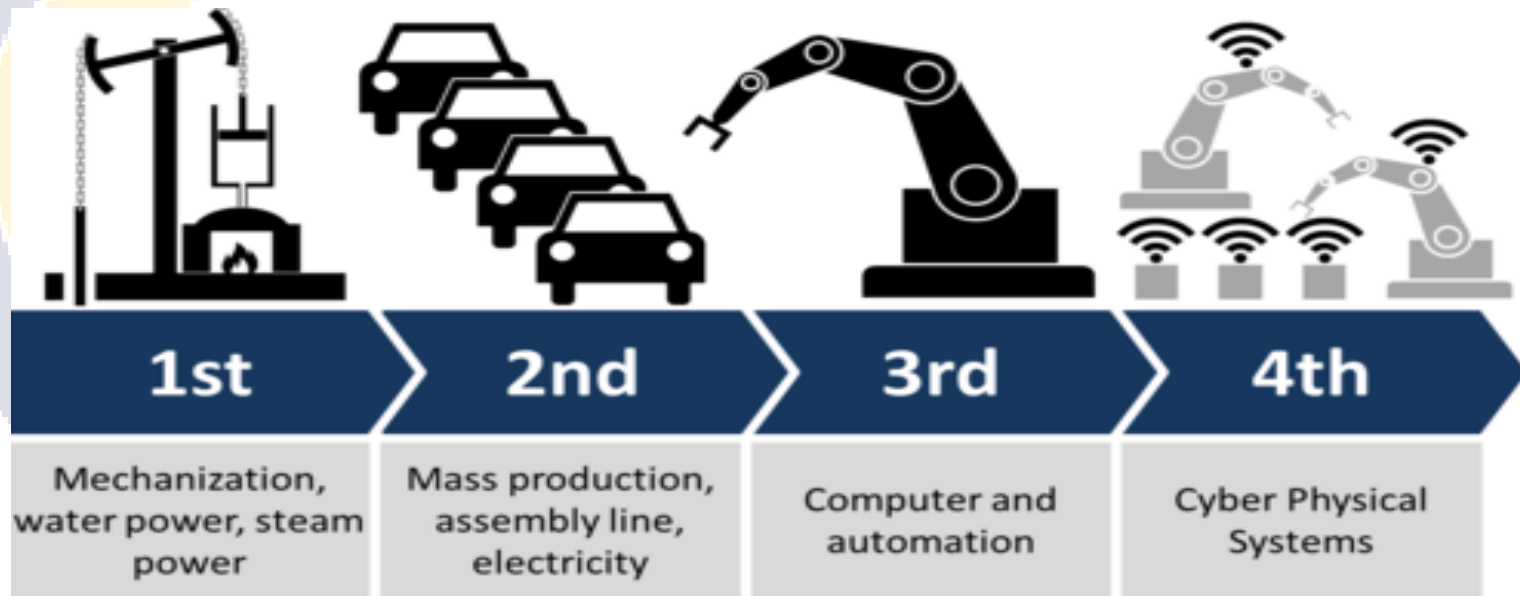 1st
2nd
3rd
4th
Mechanization,
water power, steam
power
Mass production,
assembly line,
electricity
Computer and
automation
Cyber Physical
Systems